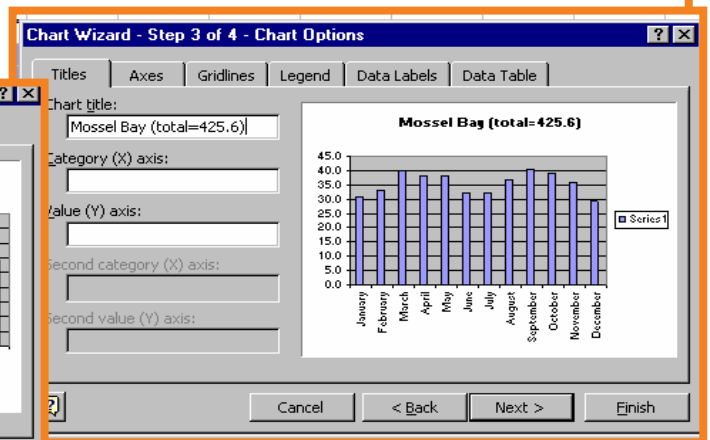 Chart Wizard - Step 3 of 4 - Chart Options
? X
Titles Axes Gridlines Legend Data Labels Data Table
? X
Chart title:
Mossel Bay (total=425.6)
Category (X) axis:
Value (Y) axis:
Second category (X) axis:
Second value (Y) axis:
Mossel Bay (total=425.6)
45.0
40.0
35.0
30.0
25.0
20.0
15.0
10.0
5.0
0.0
January
February
March
April
May
June
July
August
September
October
November
December
Series1
?
Cancel < Back Next > Finish